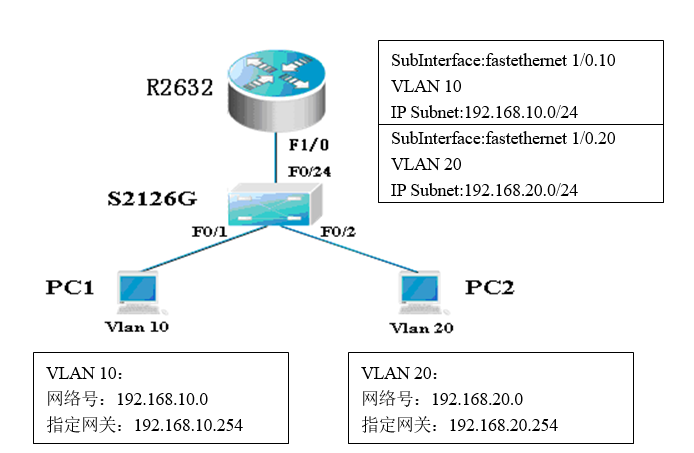 R2632
F1/0
F0/24
S2126G
F0/1
F0/2
PC1
PC2
Vlan 10
Vlan 20
SubInterface:fastethernet 1/0.10
VLAN 10
IP Subnet:192.168.10.0/24
SubInterface:fastethernet 1/0.20
VLAN 20
IP Subnet:192.168.20.0/24
VLAN 10：
网络号：192.168.10.0
指定网关：192.168.10.254
VLAN 20：
网络号：192.168.20.0
指定网关：192.168.20.254